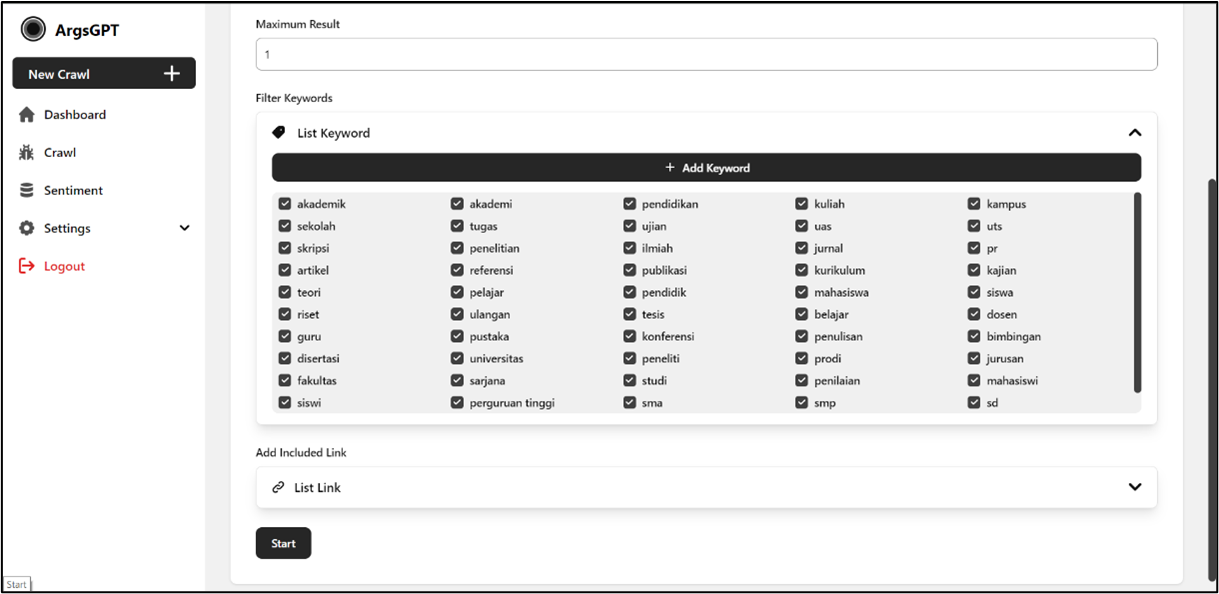 ArgsGPT
New Crawl
Dashboard
Crawl
Sentiment
Settings
Logout
Maximum Result
1
Filter Keywords
List Keyword
+ Add Keyword
akademik akademi pendidikan kuliah kampus
sekolah tugas ujian uas uts
skripsi penelitian ilmiah jurnal pr
artikel referensi publikasi kurikulum kajian
teori pelajar pendidik mahasiswa siswa
riset ulangan tesis belajar dosen
guru pustaka konferensi penulisan bimbingan
disertasi universitas peneliti prodi jurusan
fakultas sarjana studi penilaian mahasiswi
siswi perguruan tinggi sma smp sd
Add Included Link
List Link
Start
Start